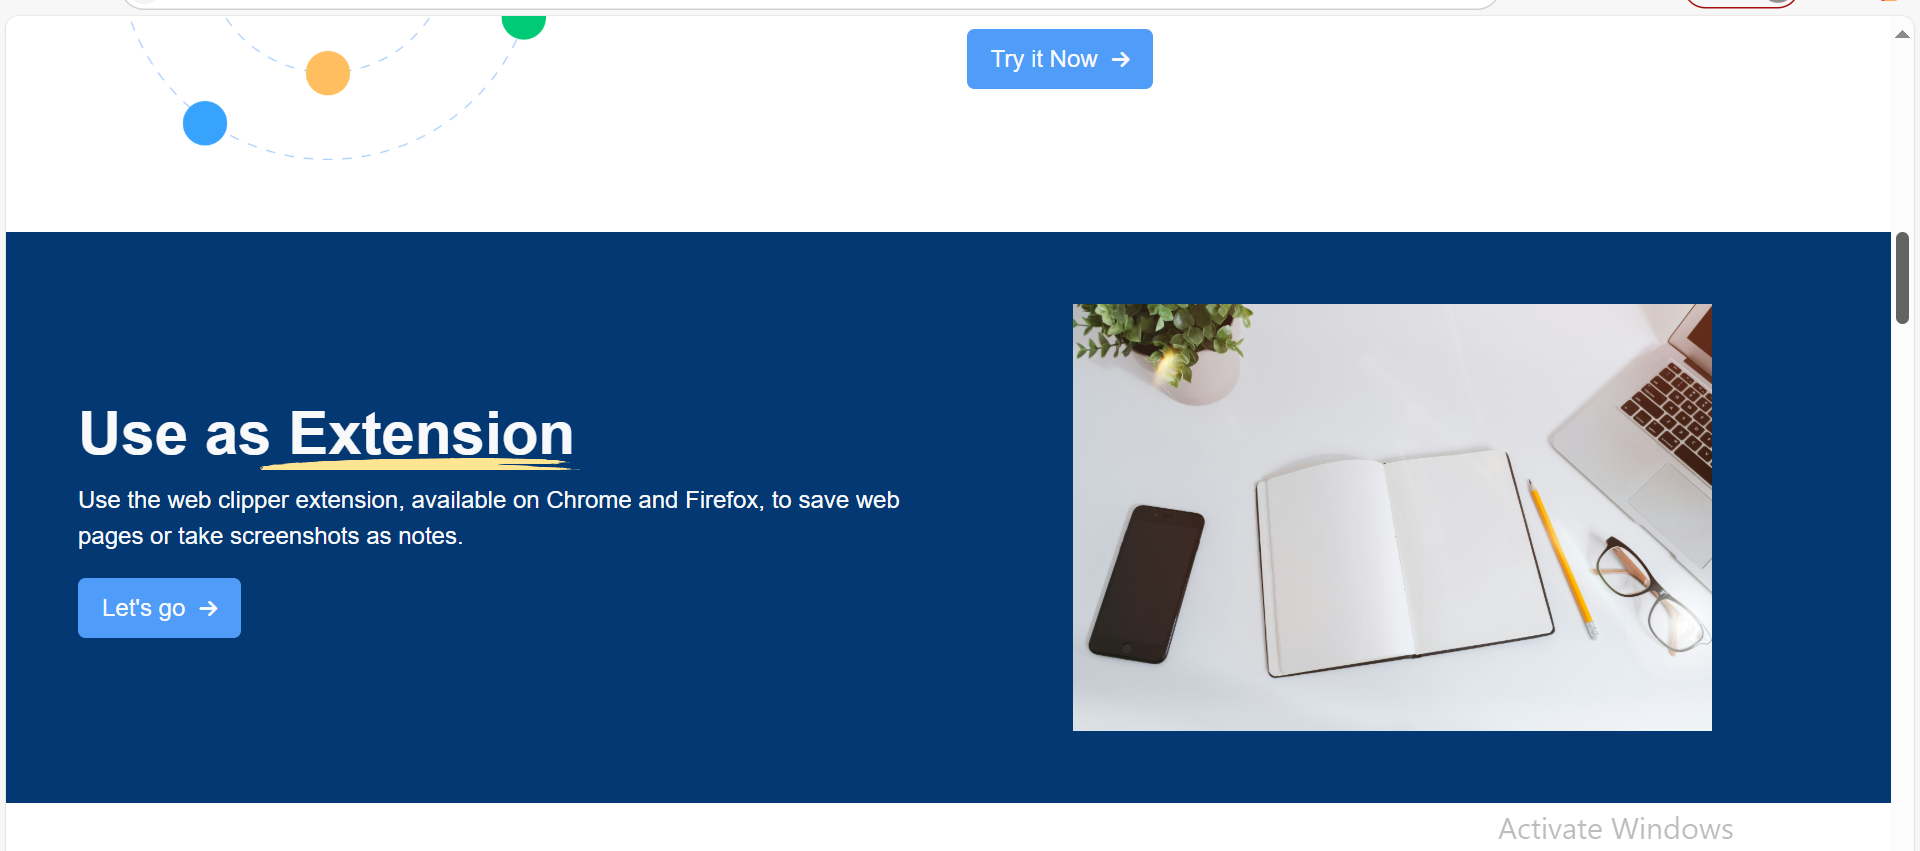 Try it Now
Use as Extension
Use the web clipper extension, available on Chrome and Firefox, to save web
pages or take screenshots as notes.
Let's go
Activate Windows